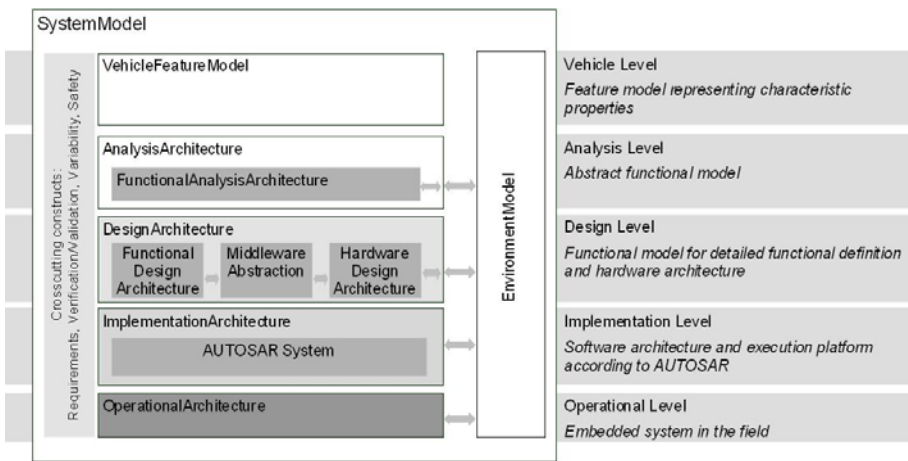 SystemModel
Crosscutting constructs:
Requirements, Verification/Validation, Variability, Safety
VehicleFeatureModel
AnalysisArchitecture
FunctionalAnalysisArchitecture
DesignArchitecture
Functional
Design
Architecture
Middleware
Abstraction
Hardware
Design
Architecture
ImplementationArchitecture
AUTOSAR System
OperationalArchitecture
EnvironmentModel
Vehicle Level
Feature model representing characteristic
properties
Analysis Level
Abstract functional model
Design Level
Functional model for detailed functional definition
and hardware architecture
Implementation Level
Software architecture and execution platform
according to AUTOSAR
Operational Level
Embedded system in the field